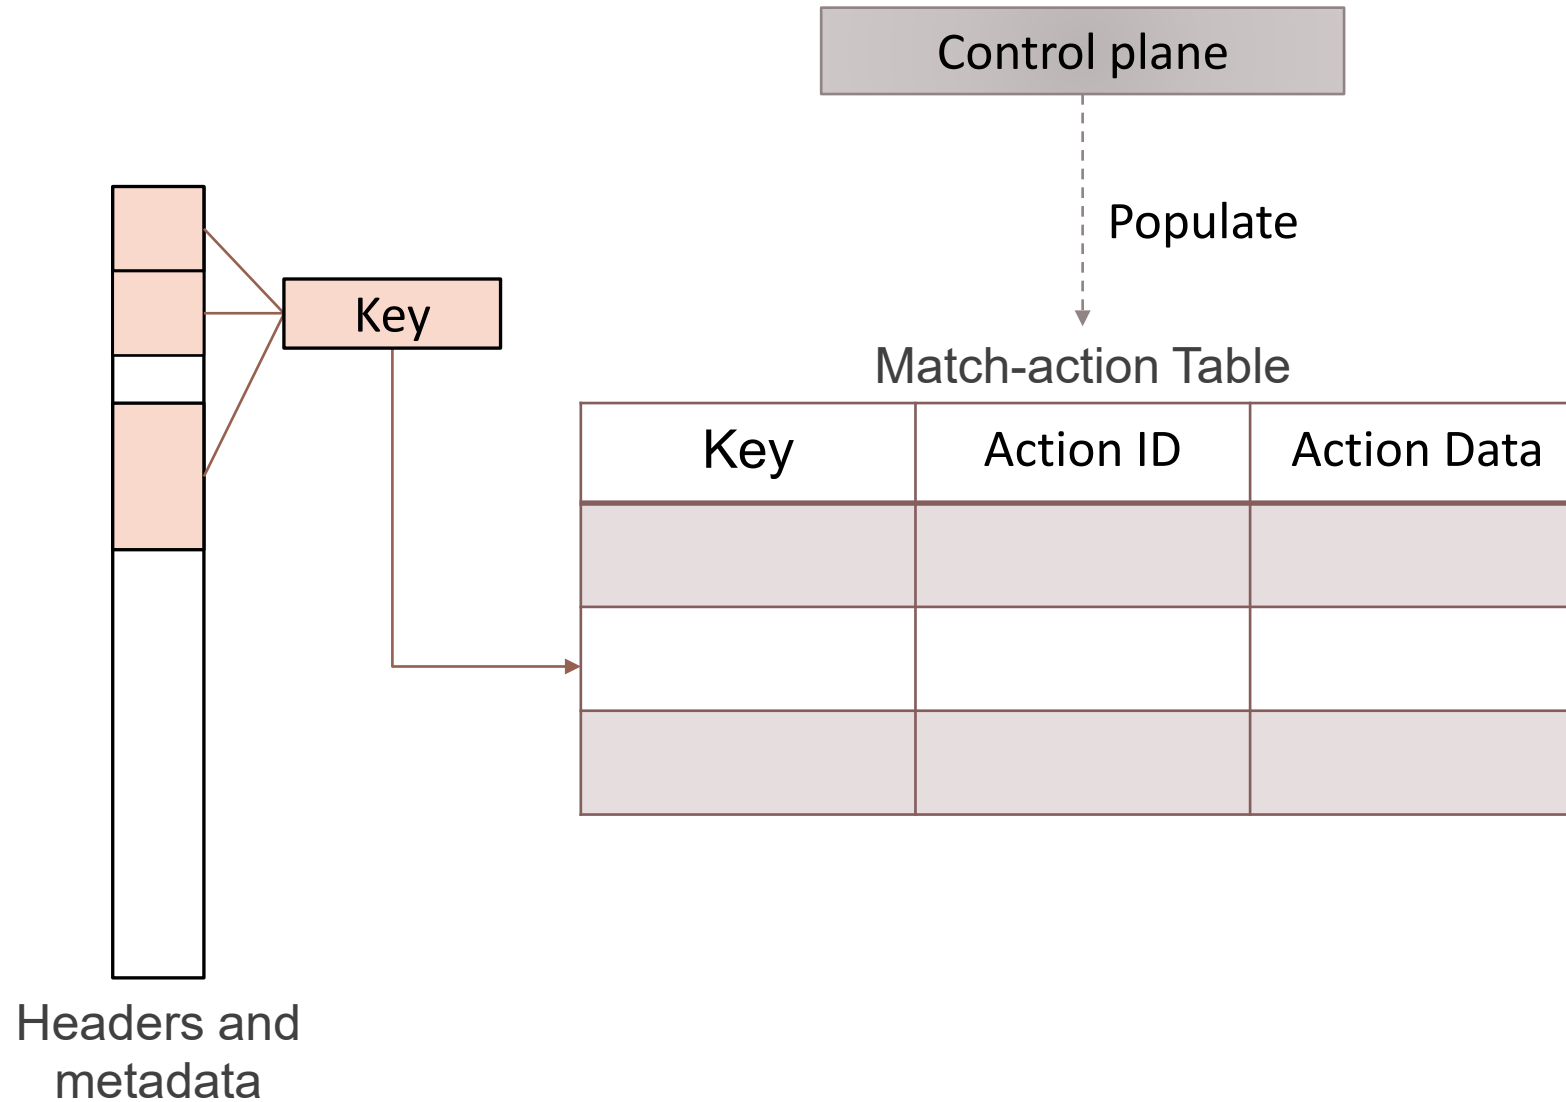 Control plane
Populate
Key
Match-action Table
Key Action ID Action Data
Headers and
metadata